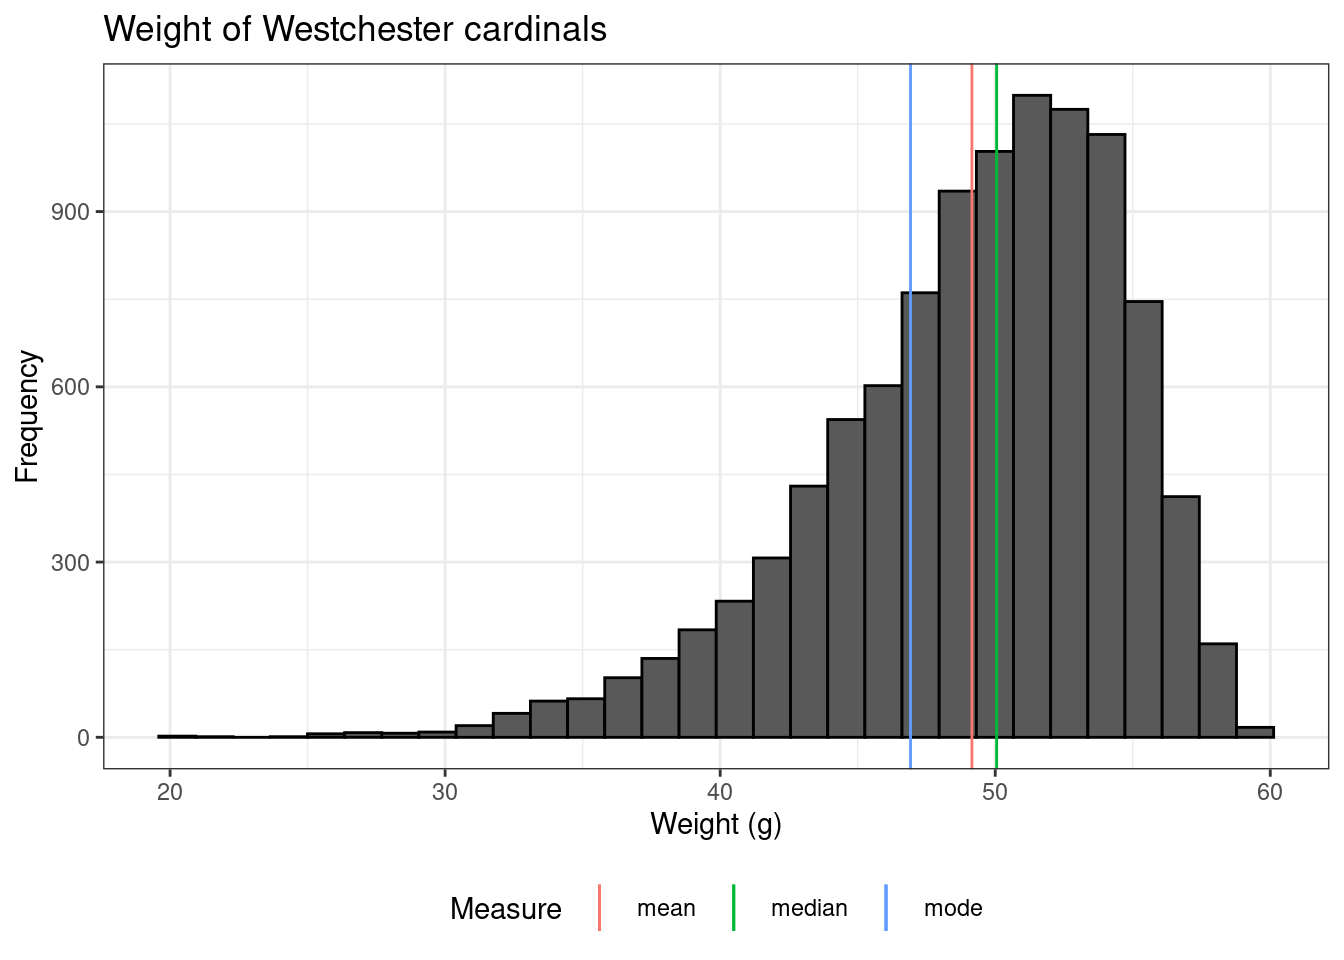 Weight of Westchester cardinals
Frequency
900
600
300
0
20 30 40 50 60
Weight (g)
Measure mean median mode